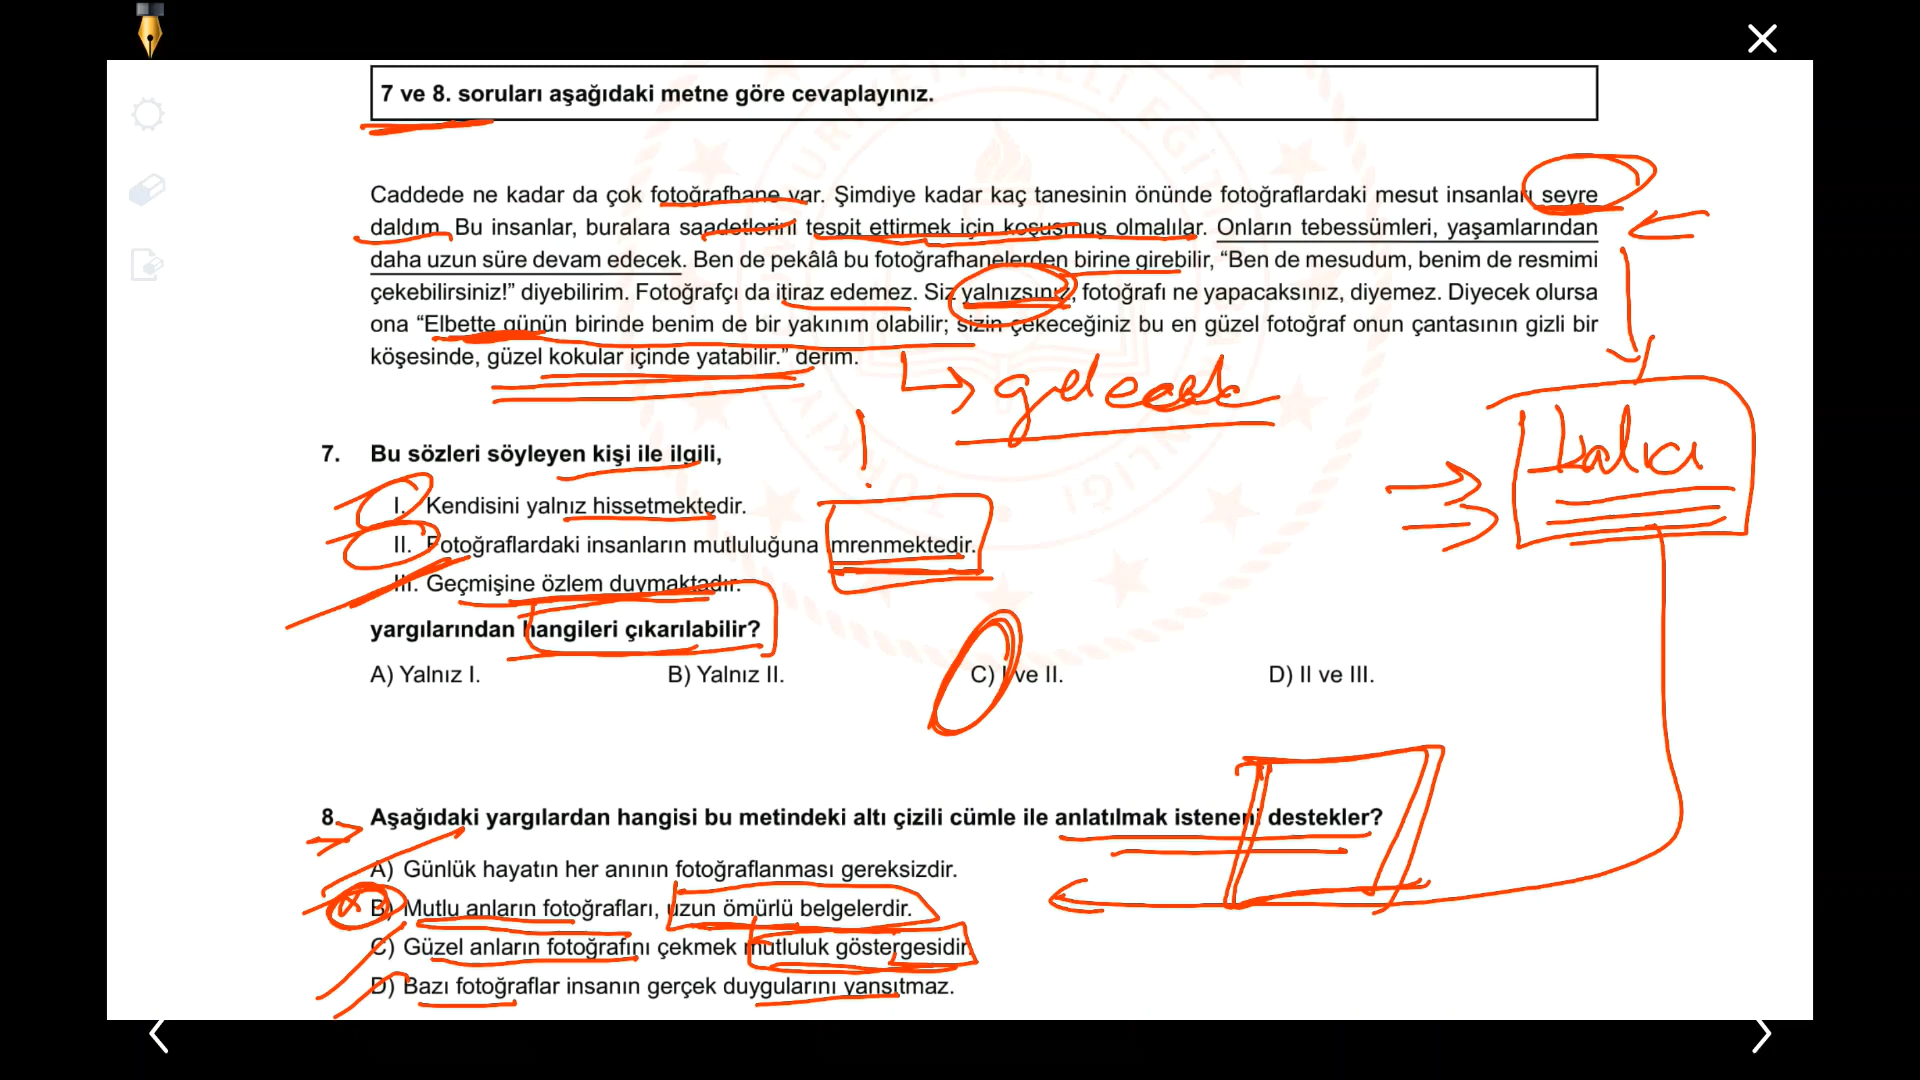 7 ve 8. soruları aşağıdaki metne göre cevaplayınız.
Caddede ne kadar da çok fotoğrafhane var. Şimdiye kadar kaç tanesinin önünde fotoğraflardaki mesut insanları seyre
daldım. Bu insanlar, buralara saadetlerini tespit ettirmek için koşuşmuş olmalılar. Onların tebessümleri, yaşamlarından
daha uzun süre devam edecek. Ben de pekâlâ bu fotoğrafhanelerden birine girebilir, “Ben de mesudum, benim de resmimi
çekebilirsiniz!” diyebilirim. Fotoğrafçı da itiraz edemez. Siz yalnızsınız, fotoğrafı ne yapacaksınız, diyemez. Diyecek olursa
ona “Elbette günün birinde benim de bir yakınım olabilir; sizin çekeceğiniz bu en güzel fotoğraf onun çantasının gizli bir
köşesinde, güzel kokular içinde yatabilir.” derim.
gelecek
!
kalıcı
7. Bu sözleri söyleyen kişi ile ilgili,
I. Kendisini yalnız hissetmektedir.
II. Fotoğraflardaki insanların mutluluğuna imrenmektedir.
III. Geçmişine özlem duymaktadır.
yargılarından hangileri çıkarılabilir?
A) Yalnız I. B) Yalnız II. C) I ve II. D) II ve III.
8. Aşağıdaki yargılardan hangisi bu metindeki altı çizili cümle ile anlatılmak isteneni destekler?
A) Günlük hayatın her anının fotoğraflanması gereksizdir.
B) Mutlu anların fotoğrafları, uzun ömürlü belgelerdir.
C) Güzel anların fotoğrafını çekmek mutluluk göstergesidir.
D) Bazı fotoğraflar insanın gerçek duygularını yansıtmaz.